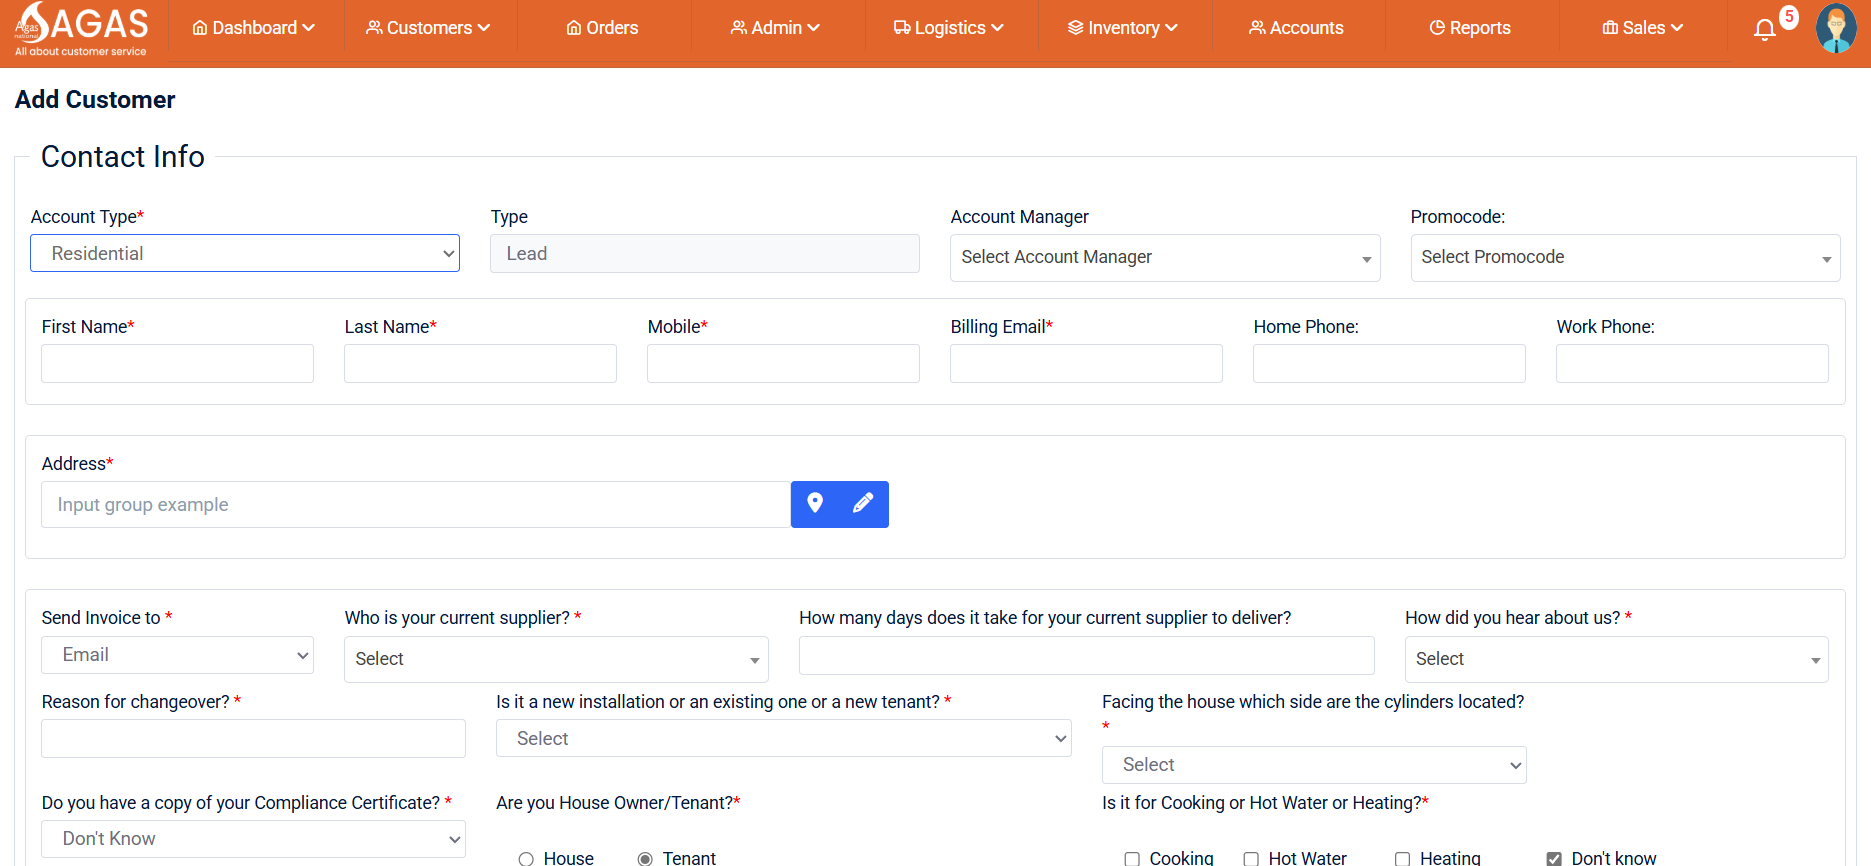 AGAS
Agas
national
All about customer service
Dashboard
Customers
Orders
Admin
Logistics
Inventory
Accounts
Reports
Sales
5
Add Customer
Contact Info
Account Type*
Type
Account Manager
Promocode:
Residential
Lead
Select Account Manager
Select Promocode
First Name*
Last Name*
Mobile*
Billing Email*
Home Phone:
Work Phone:
Address*
Input group example
Send Invoice to *
Who is your current supplier? *
How many days does it take for your current supplier to deliver?
How did you hear about us? *
Email
Select
Select
Reason for changeover? *
Is it a new installation or an existing one or a new tenant? *
Facing the house which side are the cylinders located?
*
Select
Select
Do you have a copy of your Compliance Certificate? *
Are you House Owner/Tenant?*
Is it for Cooking or Hot Water or Heating?*
Don't Know
House
Tenant
Cooking
Hot Water
Heating
Don't know